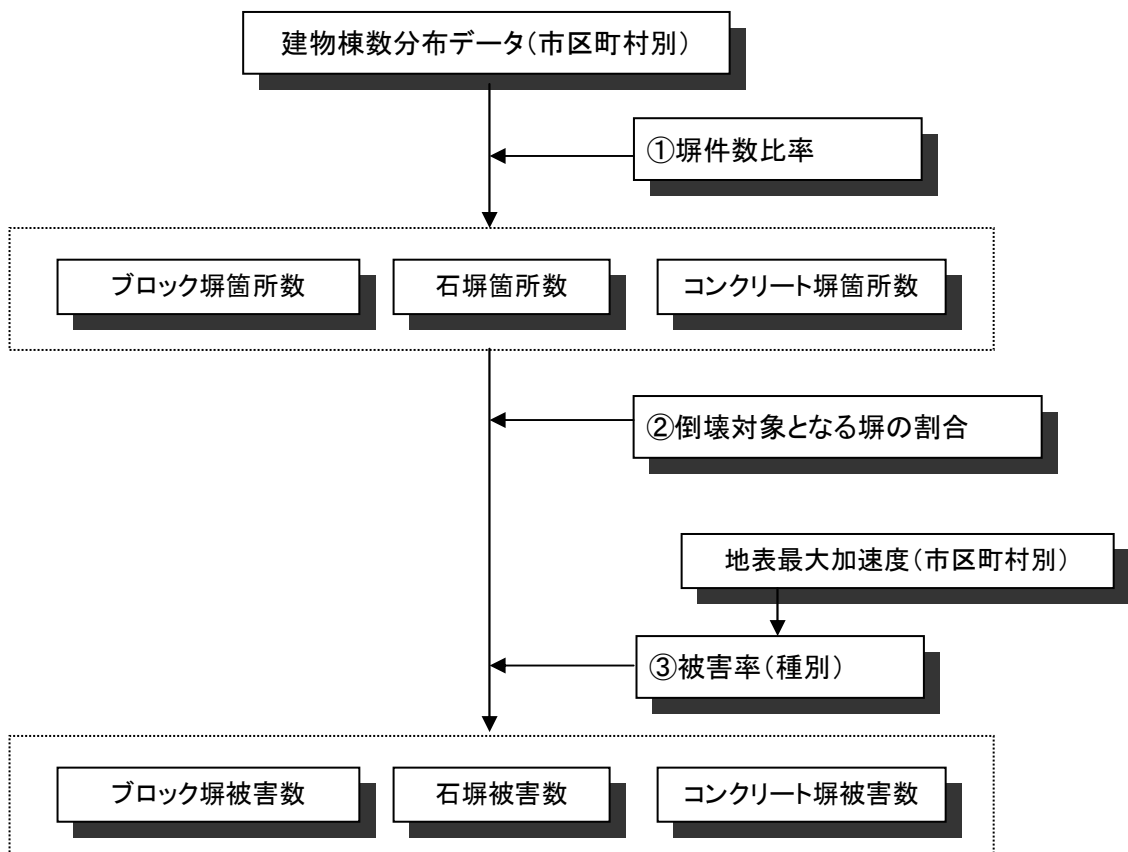 建物棟数分布データ(市区町村別)
①塀件数比率
ブロック塀箇所数
石塀箇所数
コンクリート塀箇所数
②倒壊対象となる塀の割合
地表最大加速度(市区町村別)
③被害率(種別)
ブロック塀被害数
石塀被害数
コンクリート塀被害数